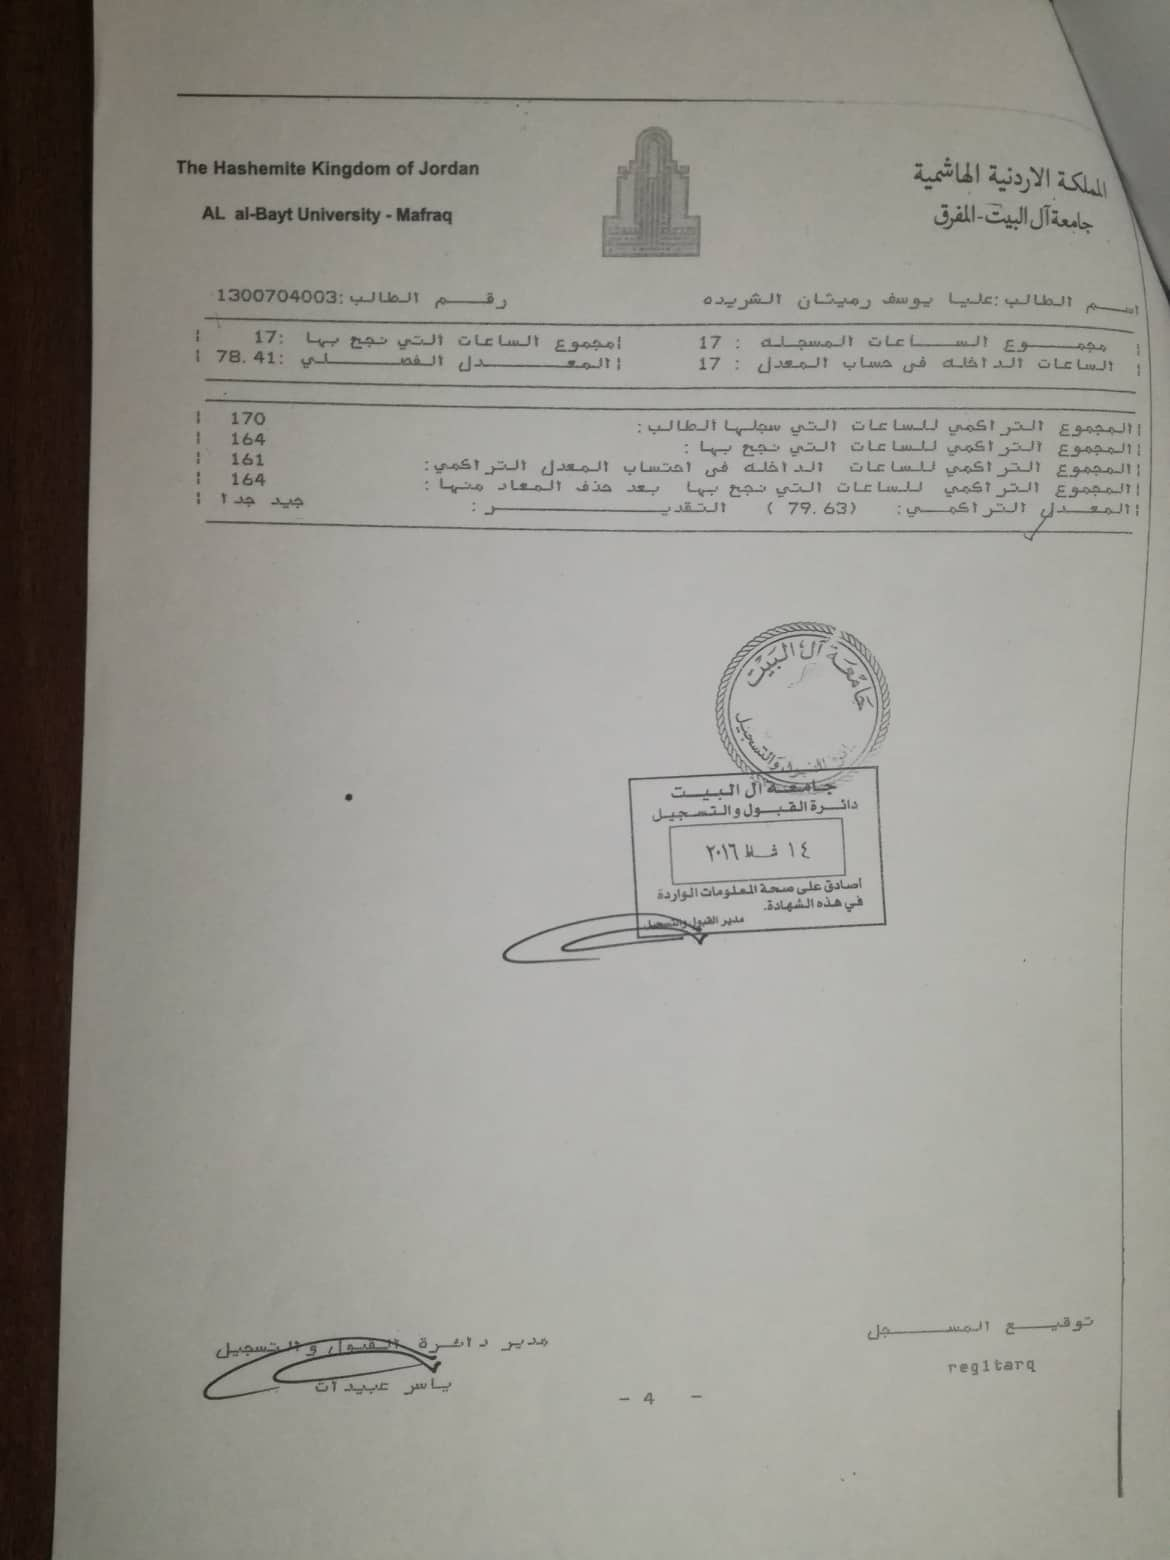 The Hashemite Kingdom of Jordan
AL al-Bayt University - Mafraq
المملكة الاردنية الهاشمية
جامعة آل البيت - المفرق
اسم الطالب: عليا يوسف رميثان الشريده رقم الطالب: 1300704003
مجموع الساعات المسجله : 17 مجموع الساعات التي نجح بها : 17
الساعات الداخله في حساب المعدل : 17 المعدل الفصلي : 78.41
المجموع التراكمي للساعات التي سجلها الطالب: 170
المجموع التراكمي للساعات التي نجح بها : 164
المجموع التراكمي للساعات الداخله في احتساب المعدل التراكمي: 161
المجموع التراكمي للساعات التي نجح بها بعد حذف المعاد منها : 164
المعدل التراكمي: (79.63 ) التقدير : جيد جدا
جامعة آل البيت
دائرة القبول والتسجيل
جامعة آل البيت
دائرة القبول والتسجيل
١٤ شباط ٢٠١٦
أصادق على صحة المعلومات الواردة
في هذه الشهادة.
مدير القبول والتسجيل
توقيع المسجل
reg1tarq
مدير دائرة القبول والتسجيل
ياسر عبيدات
- 4 -